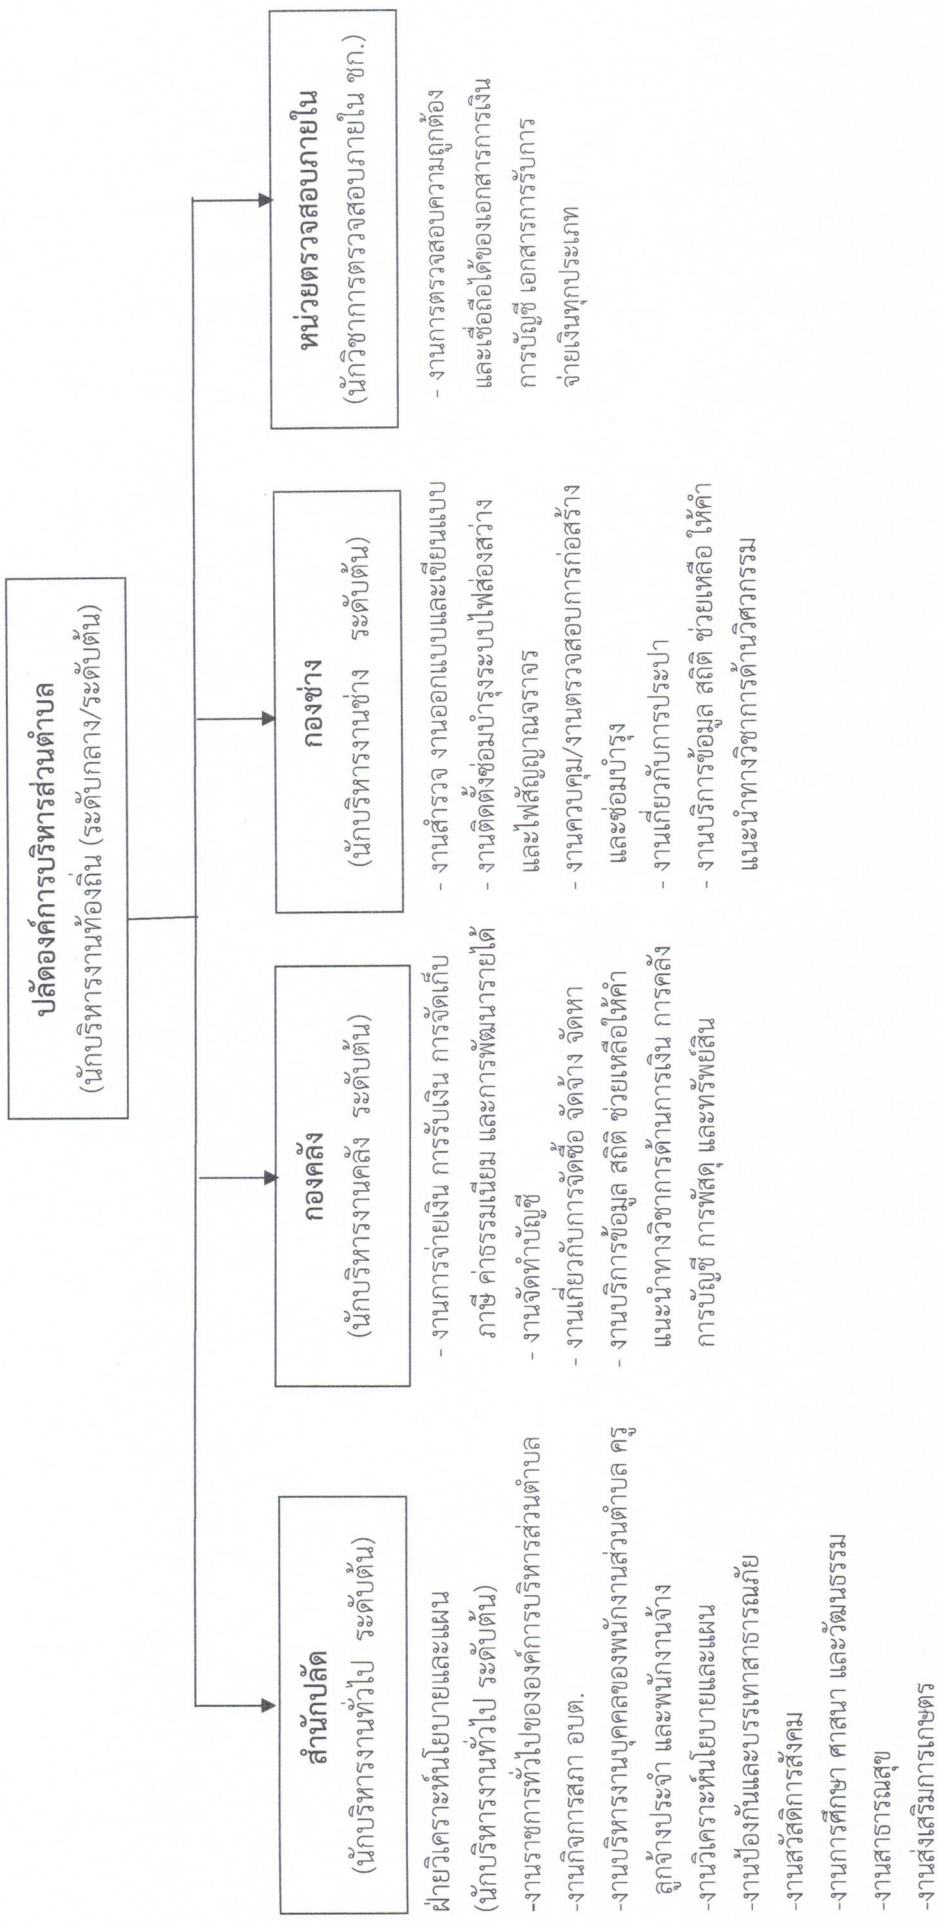 ปลัดองค์การบริหารส่วนตำบล
(นักบริหารงานท้องถิ่น (ระดับกลาง/ระดับต้น)
สำนักปลัด
(นักบริหารงานทั่วไป ระดับต้น)
ฝ่ายวิเคราะห์นโยบายและแผน
(นักบริหารงานทั่วไป ระดับต้น)
-งานราชการทั่วไปขององค์การบริหารส่วนตำบล
-งานกิจการสภา อบต.
-งานบริหารงานบุคคลของพนักงานส่วนตำบล ครู
ลูกจ้างประจำ และพนักงานจ้าง
-งานวิเคราะห์นโยบายและแผน
-งานป้องกันและบรรเทาสาธารณภัย
-งานสวัสดิการสังคม
-งานการศึกษา ศาสนา และวัฒนธรรม
-งานสาธารณสุข
-งานส่งเสริมการเกษตร
กองคลัง
(นักบริหารงานคลัง ระดับต้น)
- งานการจ่ายเงิน การรับเงิน การจัดเก็บ
ภาษี ค่าธรรมเนียม และการพัฒนารายได้
- งานจัดทำบัญชี
- งานเกี่ยวกับการจัดซื้อ จัดจ้าง จัดหา
- งานบริการข้อมูล สถิติ ช่วยเหลือให้คำ
แนะนำทางวิชาการด้านการเงิน การคลัง
การบัญชี การพัสดุ และทรัพย์สิน
กองช่าง
(นักบริหารงานช่าง ระดับต้น)
- งานสำรวจ งานออกแบบและเขียนแบบ
- งานติดตั้งซ่อมบำรุงระบบไฟส่องสว่าง
และไฟสัญญาณจราจร
- งานควบคุม/งานตรวจสอบการก่อสร้าง
และซ่อมบำรุง
- งานเกี่ยวกับการประปา
- งานบริการข้อมูล สถิติ ช่วยเหลือ ให้คำ
แนะนำทางวิชาการด้านวิศวกรรม
หน่วยตรวจสอบภายใน
(นักวิชาการตรวจสอบภายใน ชก.)
- งานการตรวจสอบความถูกต้อง
และเชื่อถือได้ของเอกสารการเงิน
การบัญชี เอกสารการรับการ
จ่ายเงินทุกประเภท